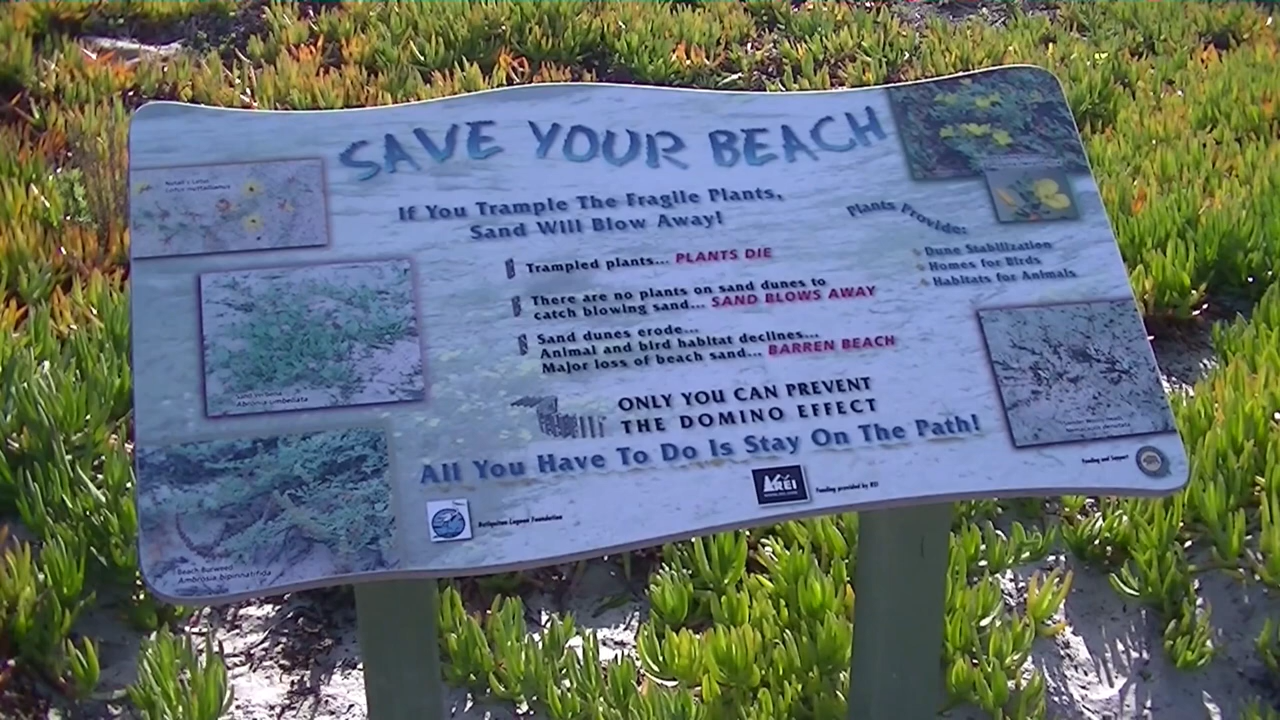 SAVE YOUR BEACH
If You Trample The Fragile Plants,
Sand Will Blow Away!
Trampled plants... PLANTS DIE
There are no plants on sand dunes to
catch blowing sand... SAND BLOWS AWAY
Sand dunes erode...
Animal and bird habitat declines...
Major loss of beach sand... BARREN BEACH
ONLY YOU CAN PREVENT
THE DOMINO EFFECT
All You Have To Do Is Stay On The Path!
Plants Provide:
Dune Stabilization
Homes for Birds
Habitats for Animals
Nuttall's Lotus
Lotus nuttallianus
Sand Verbena
Abronia umbellata
Beach Burweed
Ambrosia bipinnatifida
Batiquitos Lagoon Foundation
REI
Funding provided by REI
Funding and Support